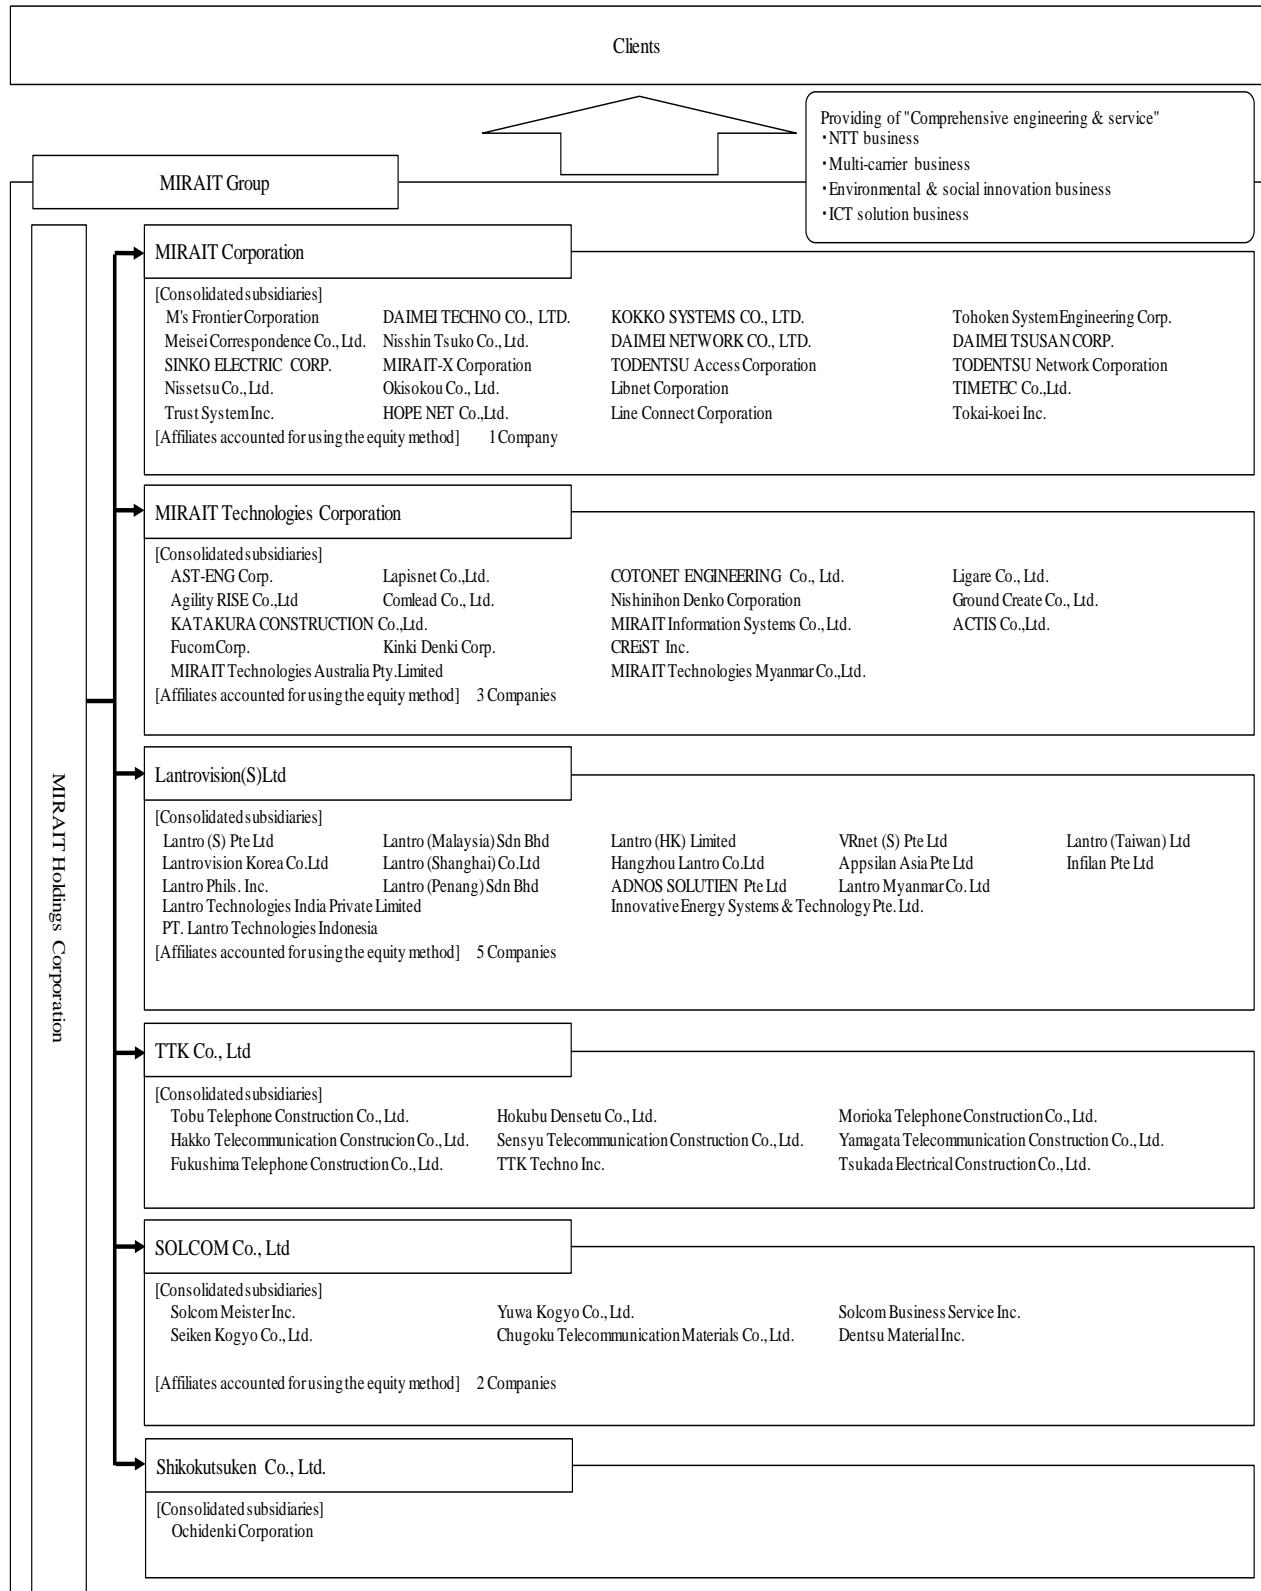 Clients
Providing of "Comprehensive engineering & service"
・NTT business
・Multi-carrier business
・Environmental & social innovation business
・ICT solution business
MIRAIT Group
MIRAIT Holdings Corporation
MIRAIT Corporation
[Consolidated subsidiaries]
M's Frontier Corporation DAIMEI TECHNO CO., LTD. KOKKO SYSTEMS CO., LTD. Tohoken System Engineering Corp.
Meisei Correspondence Co., Ltd. Nisshin Tsuko Co., Ltd. DAIMEI NETWORK CO., LTD. DAIMEI TSUSAN CORP.
SINKO ELECTRIC CORP. MIRAIT-X Corporation TODENTSU Access Corporation TODENTSU Network Corporation
Nissetsu Co., Ltd. Okisokou Co., Ltd. Libnet Corporation TIMETEC Co.,Ltd.
Trust System Inc. HOPE NET Co.,Ltd. Line Connect Corporation Tokai-koei Inc.
[Affiliates accounted for using the equity method] 1 Company
MIRAIT Technologies Corporation
[Consolidated subsidiaries]
AST-ENG Corp. Lapisnet Co.,Ltd. COTONET ENGINEERING Co., Ltd. Ligare Co., Ltd.
Agility RISE Co.,Ltd Comlead Co., Ltd. Nishinihon Denko Corporation Ground Create Co., Ltd.
KATAKURA CONSTRUCTION Co.,Ltd. MIRAIT Information Systems Co., Ltd. ACTIS Co.,Ltd.
Fucom Corp. Kinki Denki Corp. CREiST Inc.
MIRAIT Technologies Australia Pty.Limited MIRAIT Technologies Myanmar Co.,Ltd.
[Affiliates accounted for using the equity method] 3 Companies
Lantrovision(S)Ltd
[Consolidated subsidiaries]
Lantro (S) Pte Ltd Lantro (Malaysia) Sdn Bhd Lantro (HK) Limited VRnet (S) Pte Ltd Lantro (Taiwan) Ltd
Lantrovision Korea Co.Ltd Lantro (Shanghai) Co.Ltd Hangzhou Lantro Co.Ltd Appsilan Asia Pte Ltd Infilan Pte Ltd
Lantro Phils. Inc. Lantro (Penang) Sdn Bhd ADNOS SOLUTIEN Pte Ltd Lantro Myanmar Co. Ltd
Lantro Technologies India Private Limited Innovative Energy Systems & Technology Pte. Ltd.
PT. Lantro Technologies Indonesia
[Affiliates accounted for using the equity method] 5 Companies
TTK Co., Ltd
[Consolidated subsidiaries]
Tobu Telephone Construction Co., Ltd. Hokubu Densetu Co., Ltd. Morioka Telephone Construction Co., Ltd.
Hakko Telecommunication Construcion Co., Ltd. Sensyu Telecommunication Construction Co., Ltd. Yamagata Telecommunication Construction Co., Ltd.
Fukushima Telephone Construction Co., Ltd. TTK Techno Inc. Tsukada Electrical Construction Co., Ltd.
SOLCOM Co., Ltd
[Consolidated subsidiaries]
Solcom Meister Inc. Yuwa Kogyo Co., Ltd. Solcom Business Service Inc.
Seiken Kogyo Co., Ltd. Chugoku Telecommunication Materials Co., Ltd. Dentsu Material Inc.
[Affiliates accounted for using the equity method] 2 Companies
Shikokutsuken Co., Ltd.
[Consolidated subsidiaries]
Ochidenki Corporation